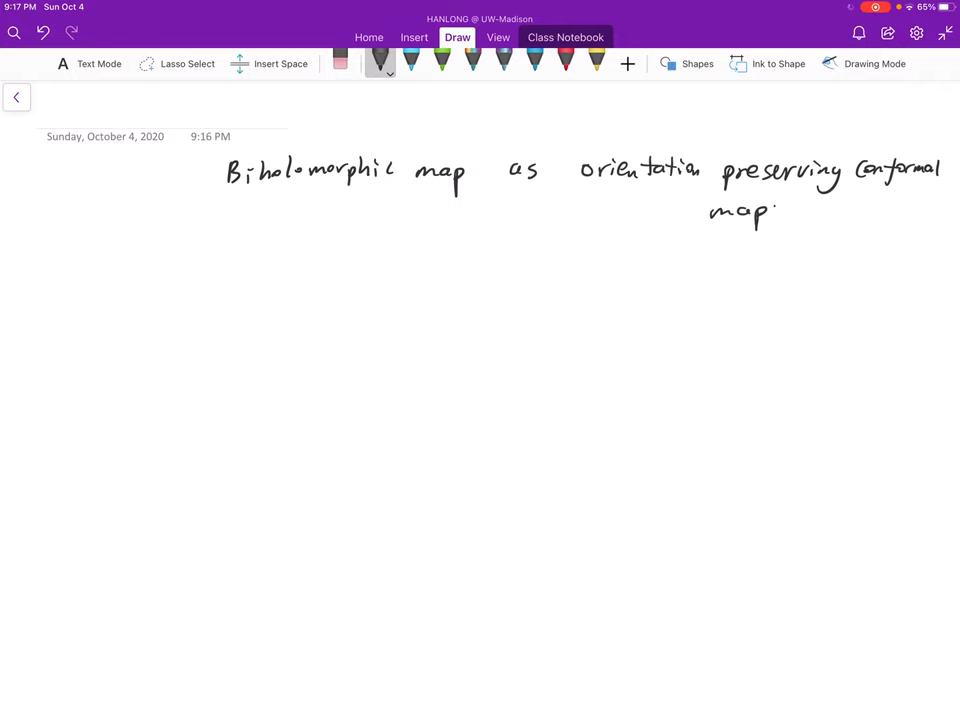 9:17 PM Sun Oct 4
65%
HANLONG @ UW-Madison
Home Insert Draw View Class Notebook
A Text Mode Lasso Select Insert Space Shapes Ink to Shape Drawing Mode
Sunday, October 4, 2020 9:16 PM
Biholomorphic map as orientation preserving conformal
map.